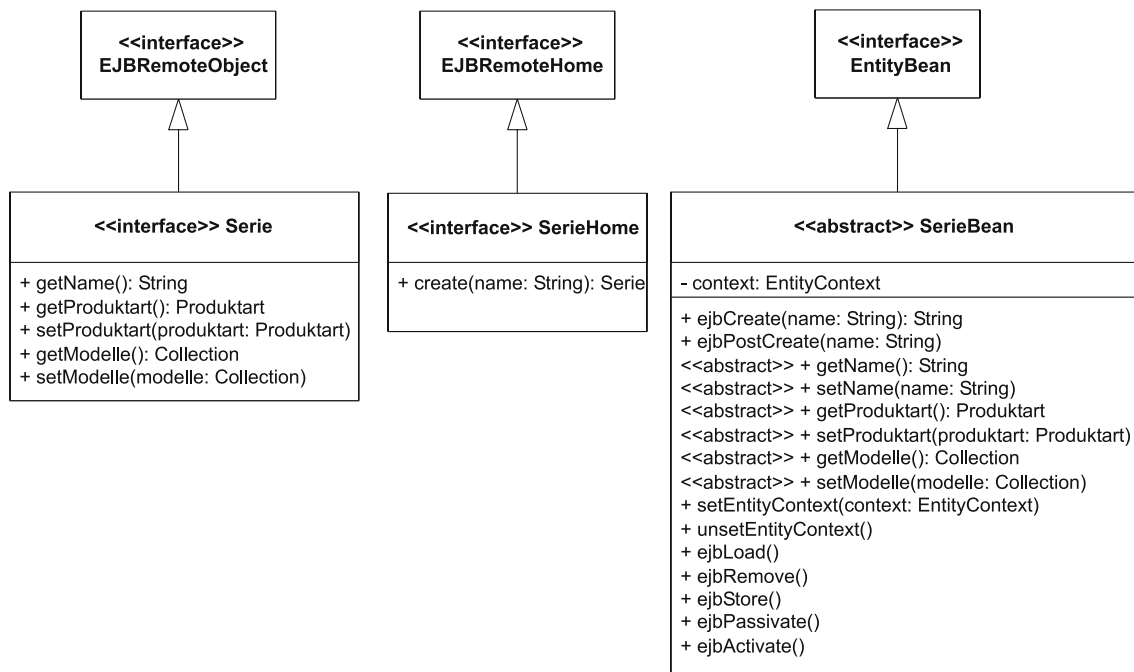 <<interface>>
EJBRemoteObject
<<interface>>
EJBRemoteHome
<<interface>>
EntityBean
<<interface>> Serie
+ getName(): String
+ getProduktart(): Produktart
+ setProduktart(produktart: Produktart)
+ getModelle(): Collection
+ setModelle(modelle: Collection)
<<interface>> SerieHome
+ create(name: String): Serie
<<abstract>> SerieBean
- context: EntityContext
+ ejbCreate(name: String): String
+ ejbPostCreate(name: String)
<<abstract>> + getName(): String
<<abstract>> + setName(name: String)
<<abstract>> + getProduktart(): Produktart
<<abstract>> + setProduktart(produktart: Produktart)
<<abstract>> + getModelle(): Collection
<<abstract>> + setModelle(modelle: Collection)
+ setEntityContext(context: EntityContext)
+ unsetEntityContext()
+ ejbLoad()
+ ejbRemove()
+ ejbStore()
+ ejbPassivate()
+ ejbActivate()